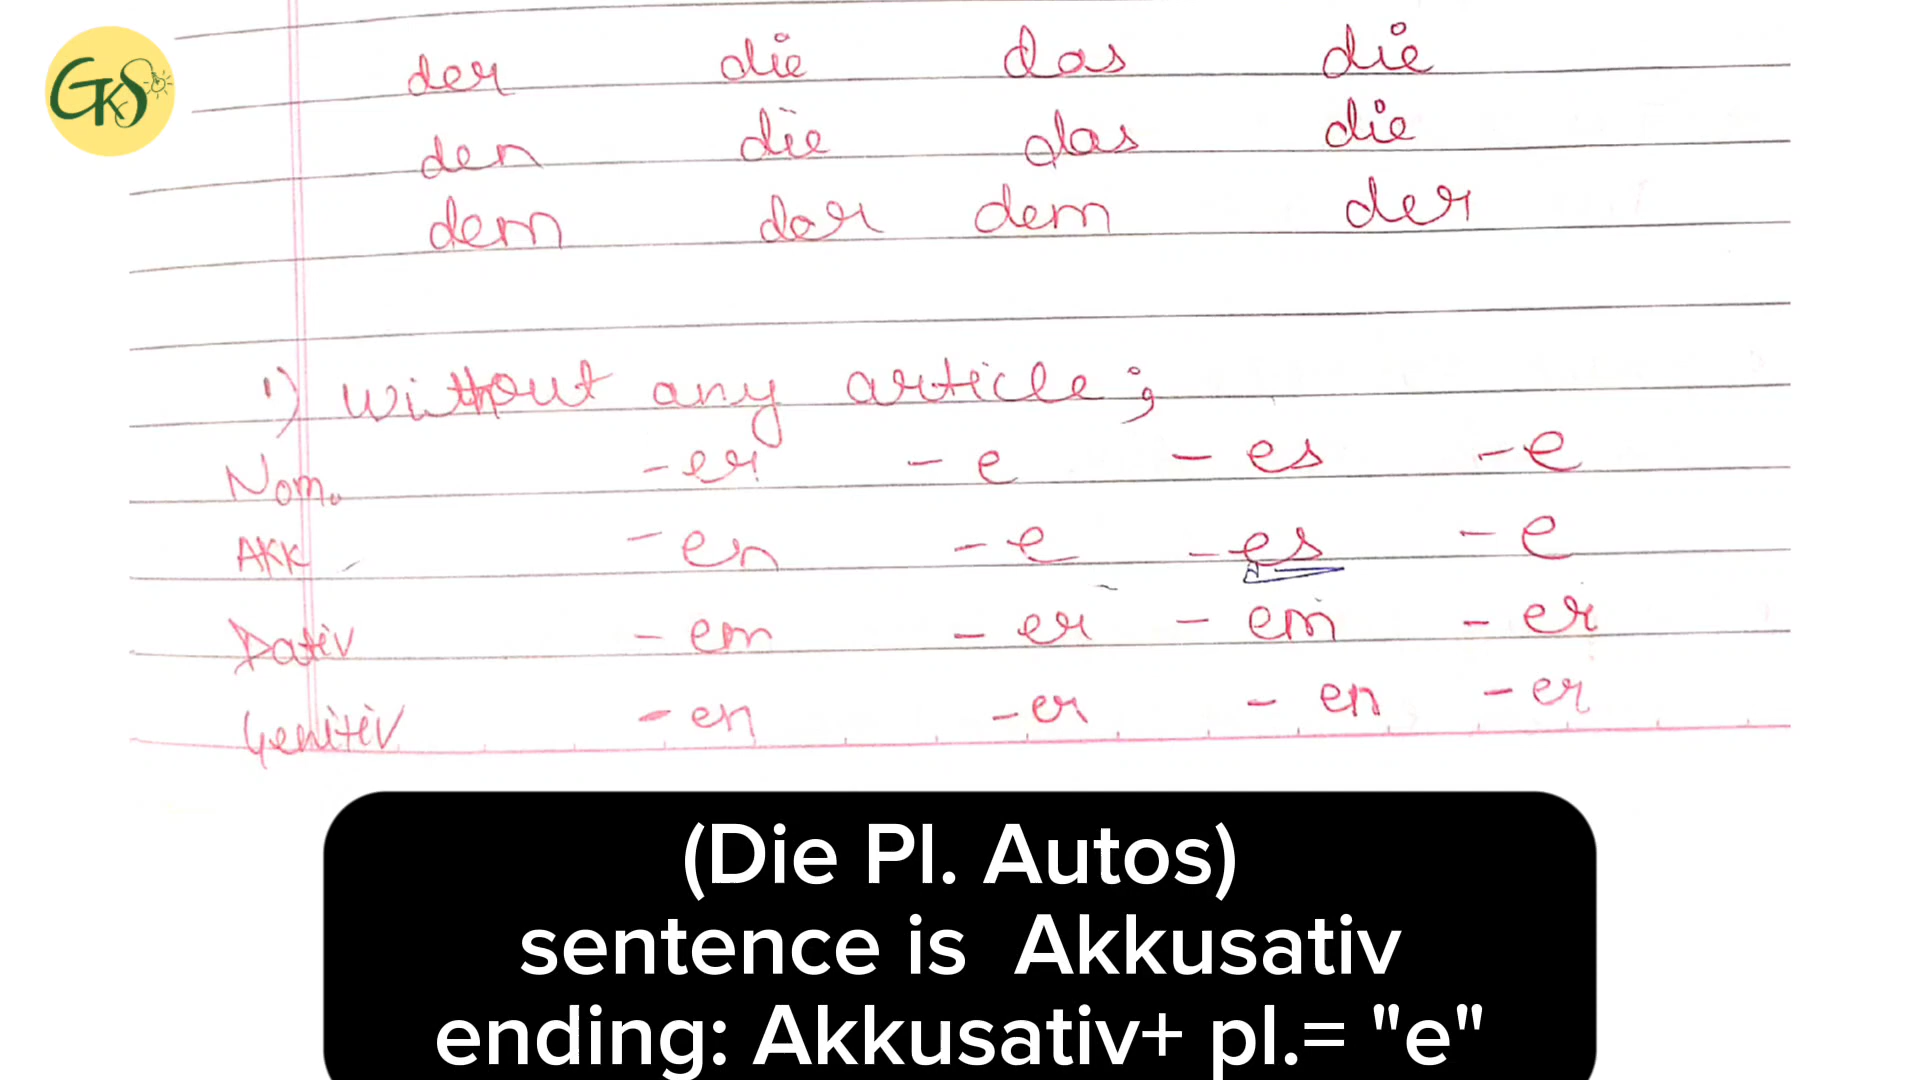 GKS
der die das die
den die das die
dem der dem der
1) without any article;
Nom. -er -e -es -e
AKK -en -e -es -e
Dativ -em -er -em -er
Genitiv -en -er -en -er
(Die Pl. Autos)
sentence is Akkusativ
ending: Akkusativ+ pl.= "e"